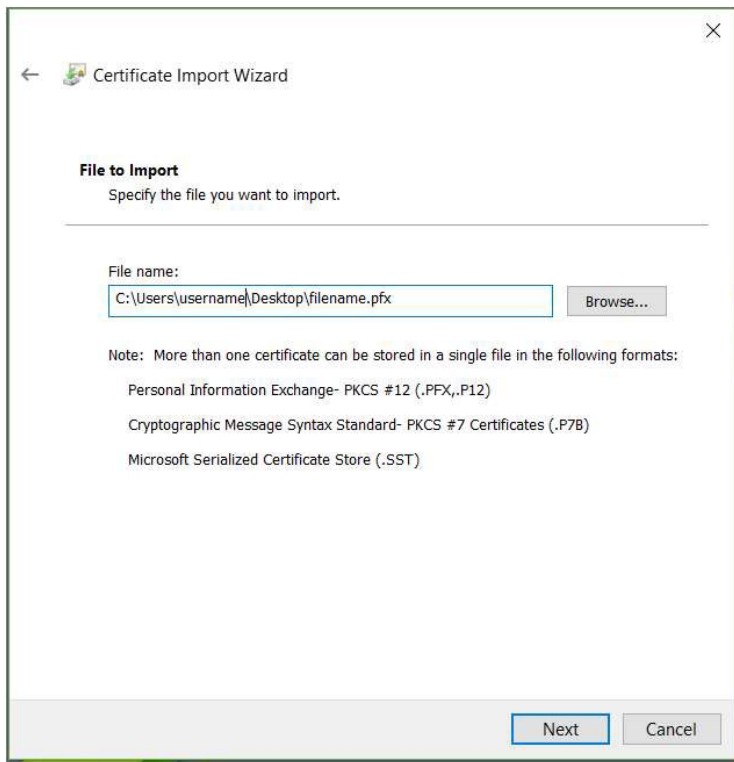 Certificate Import Wizard
File to Import
Specify the file you want to import.
File name:
C:\Users\username\Desktop\filename.pfx
Browse...
Note: More than one certificate can be stored in a single file in the following formats:
Personal Information Exchange- PKCS #12 (.PFX,.P12)
Cryptographic Message Syntax Standard- PKCS #7 Certificates (.P7B)
Microsoft Serialized Certificate Store (.SST)
Next
Cancel